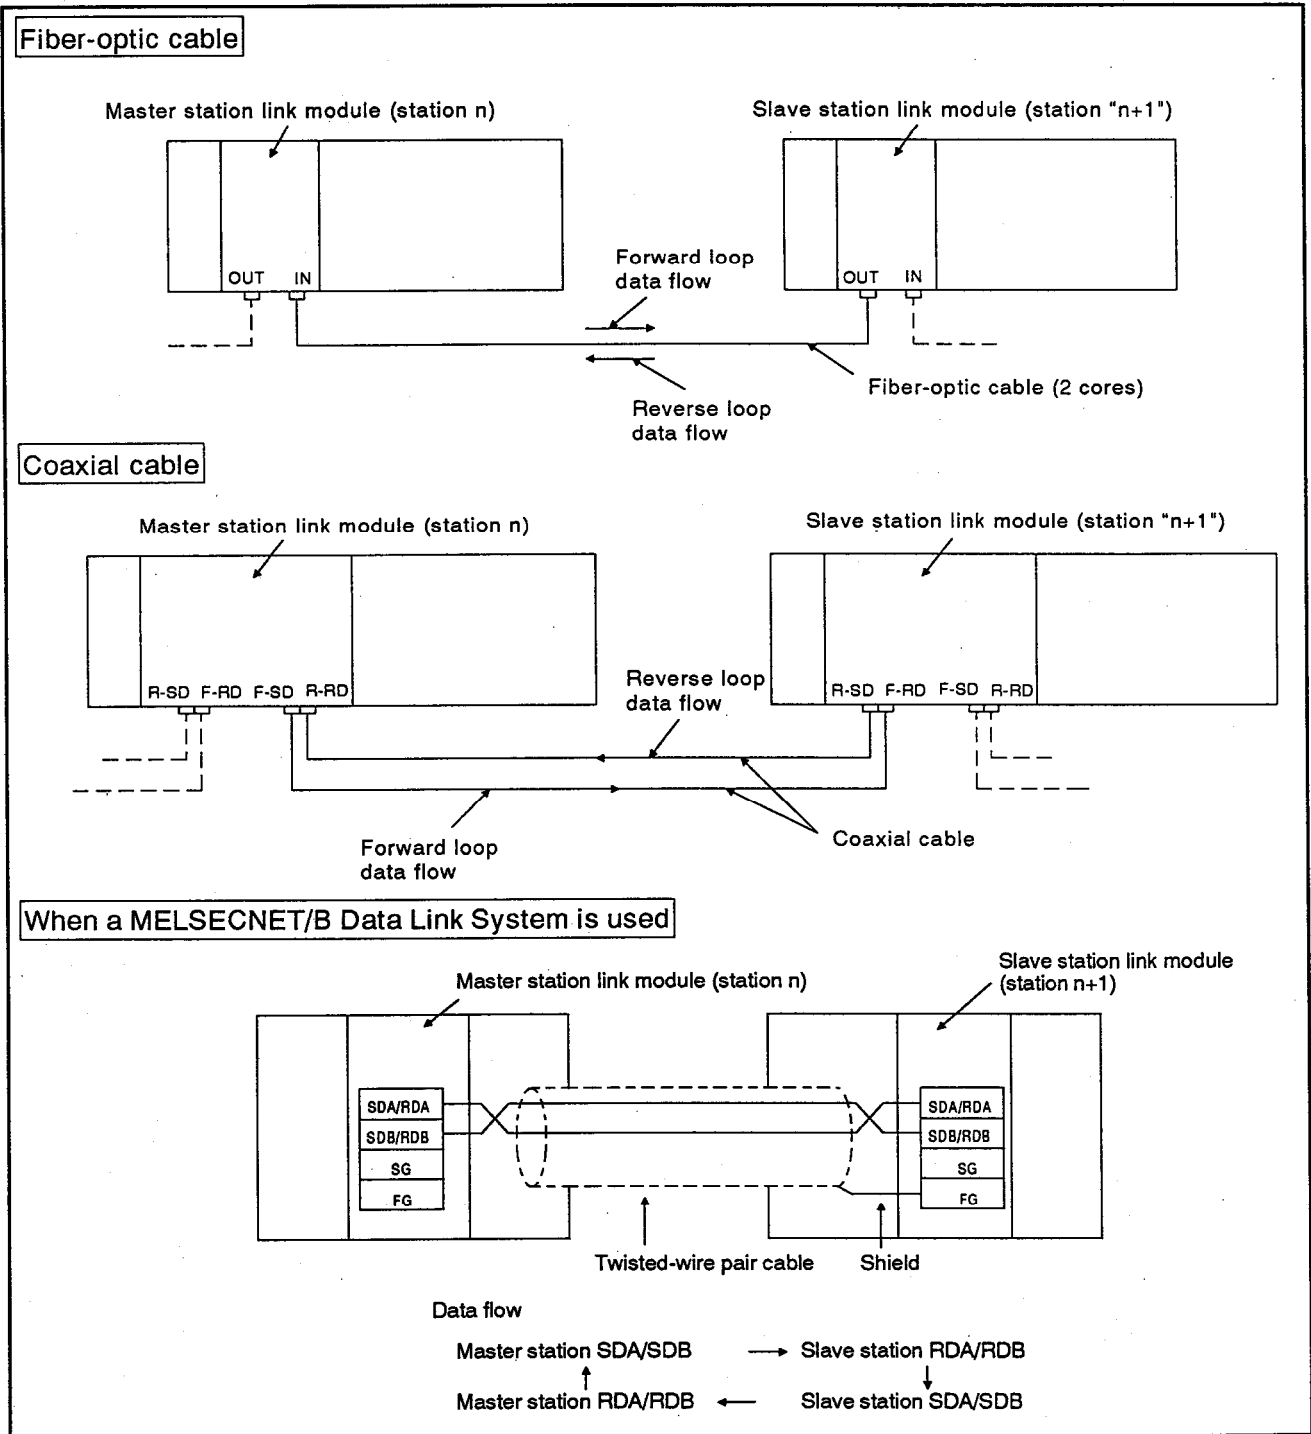 Fiber-optic cable
Master station link module (station n)
Slave station link module (station "n+1")
OUT IN
OUT IN
Forward loop
data flow
Fiber-optic cable (2 cores)
Reverse loop
data flow
Coaxial cable
Master station link module (station n)
Slave station link module (station "n+1")
R-SD F-RD F-SD R-RD
R-SD F-RD F-SD R-RD
Reverse loop
data flow
Forward loop
data flow
Coaxial cable
When a MELSECNET/B Data Link System is used
Master station link module (station n)
Slave station link module
(station n+1)
SDA/RDA
SDB/RDB
SG
FG
SDA/RDA
SDB/RDB
SG
FG
Twisted-wire pair cable
Shield
Data flow
Master station SDA/SDB → Slave station RDA/RDB
↑ ↓
Master station RDA/RDB ← Slave station SDA/SDB